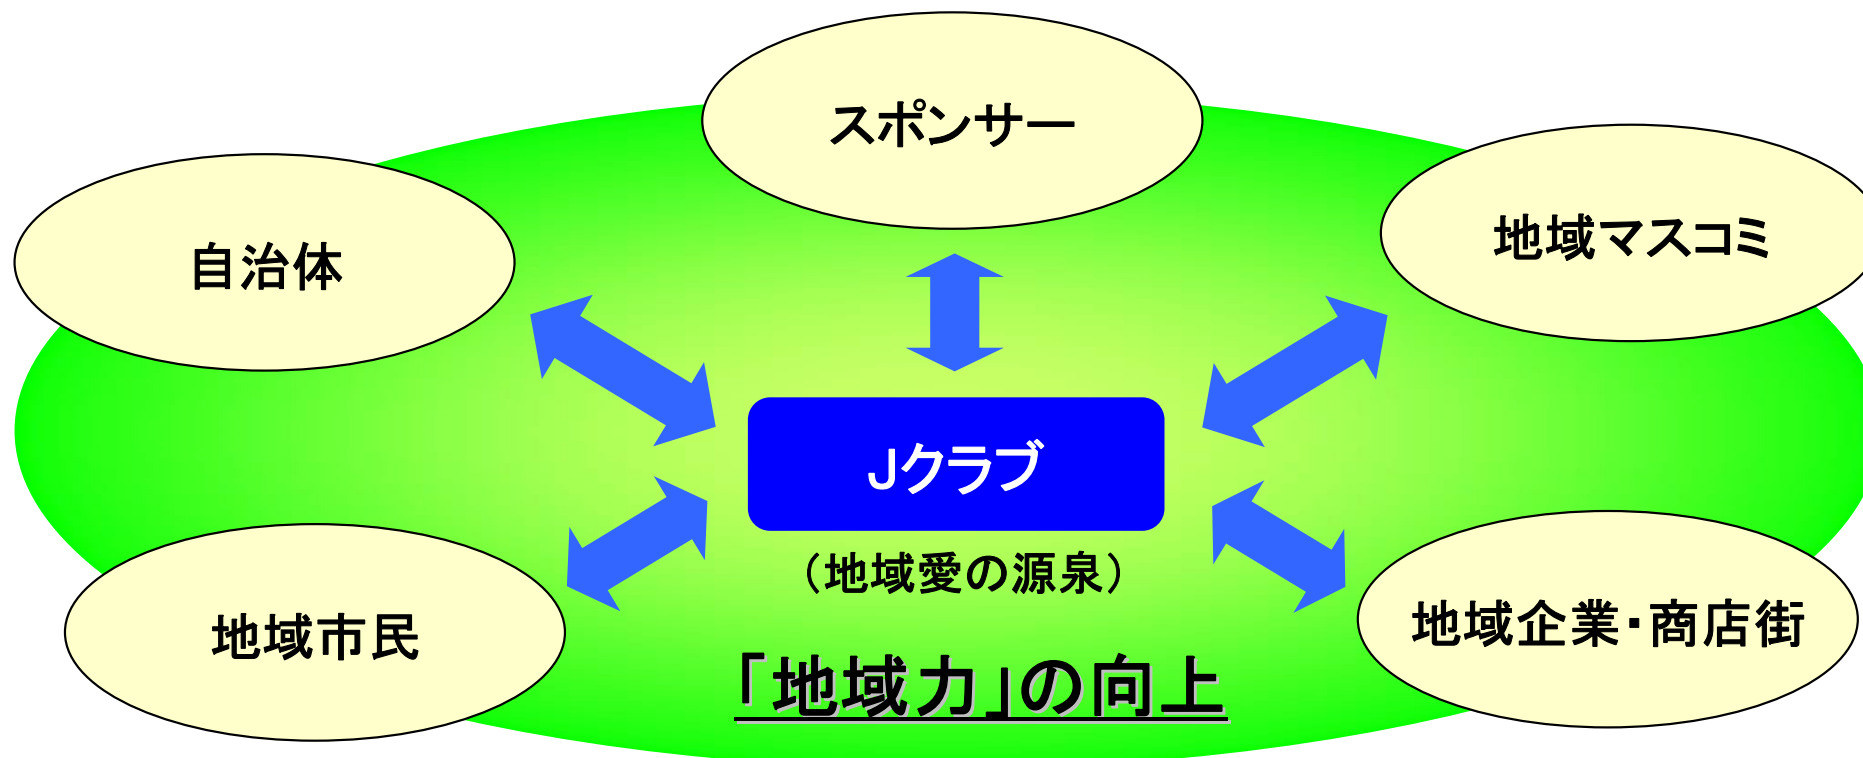 スポンサー
地域マスコミ
自治体
Jクラブ
（地域愛の源泉）
地域市民
地域企業・商店街
「地域力」の向上